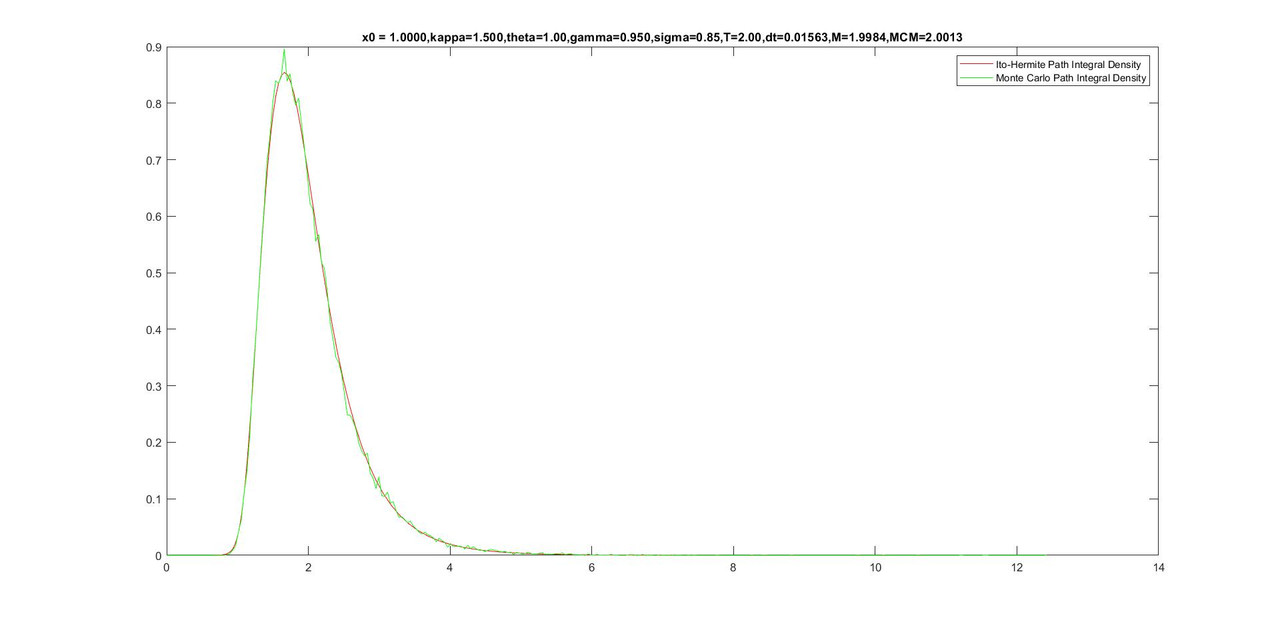 x0 = 1.0000,kappa=1.500,theta=1.00,gamma=0.950,sigma=0.85,T=2.00,dt=0.01563,M=1.9984,MCM=2.0013
Ito-Hermite Path Integral Density
Monte Carlo Path Integral Density
0.9
0.8
0.7
0.6
0.5
0.4
0.3
0.2
0.1
0
0 2 4 6 8 10 12 14